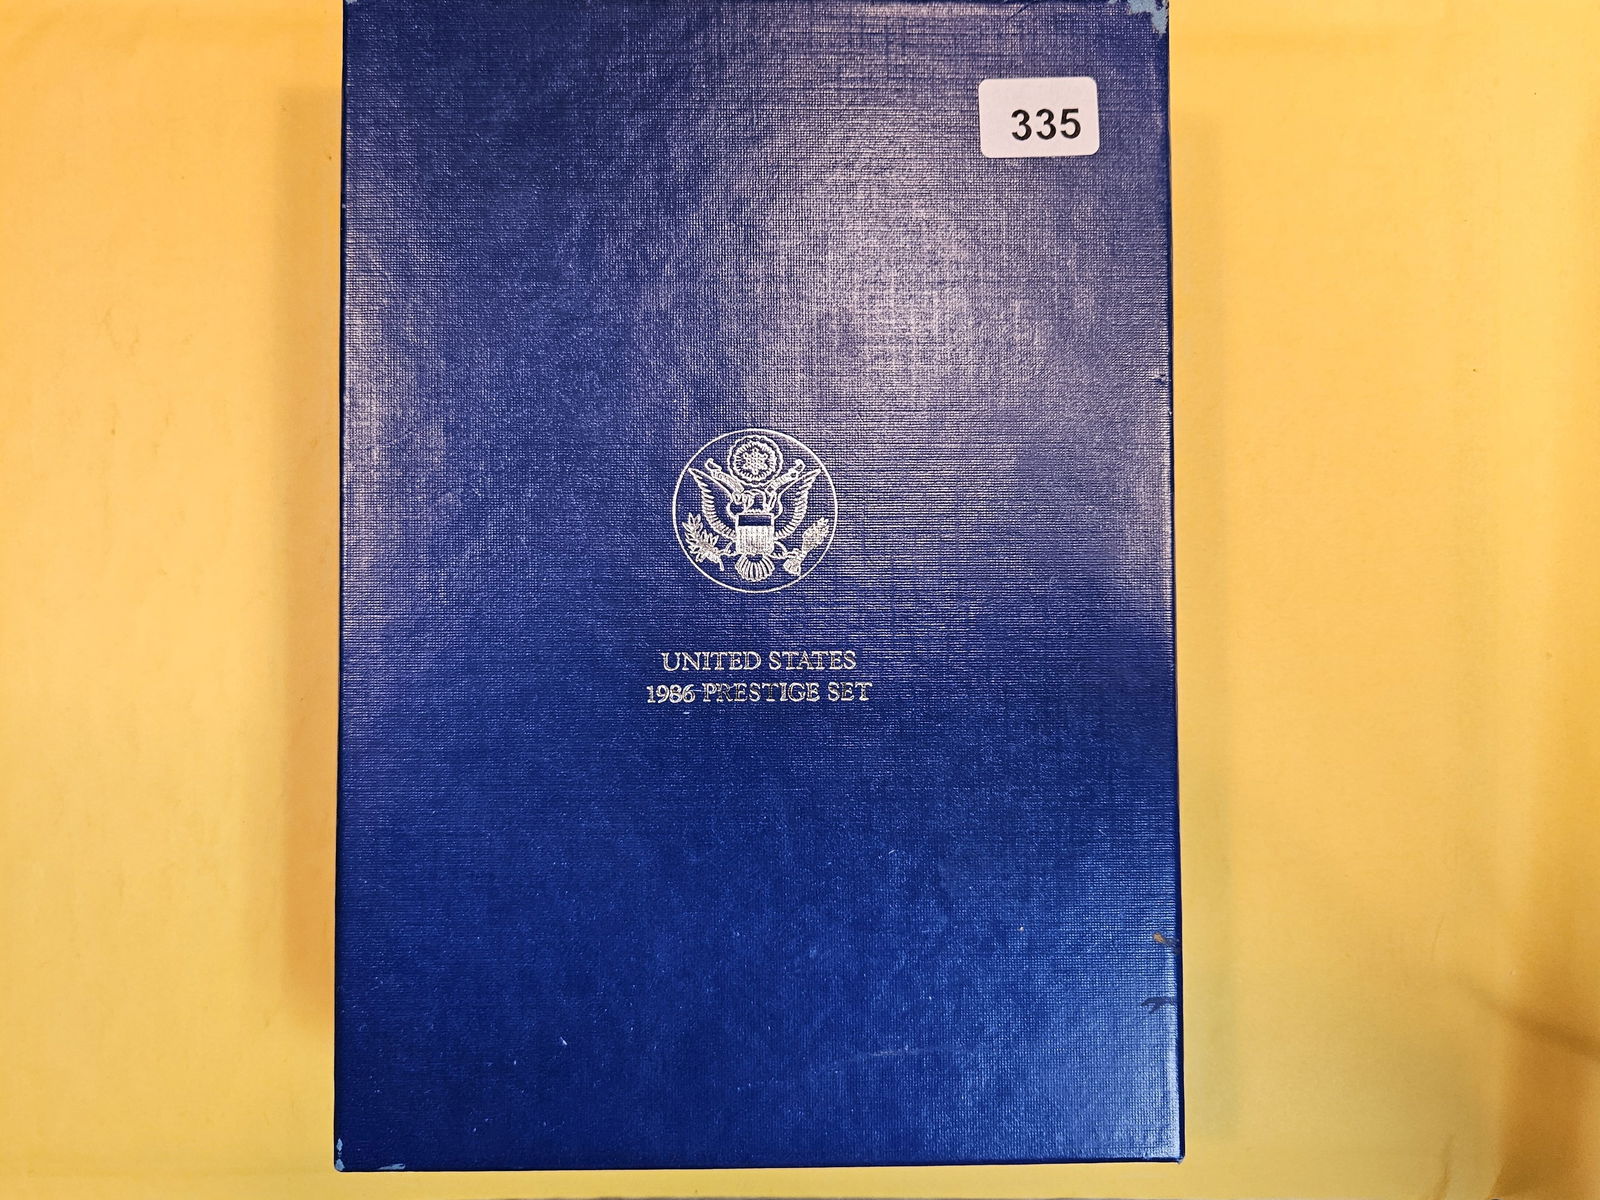 335
UNITED STATES
1986 PRESTIGE SET